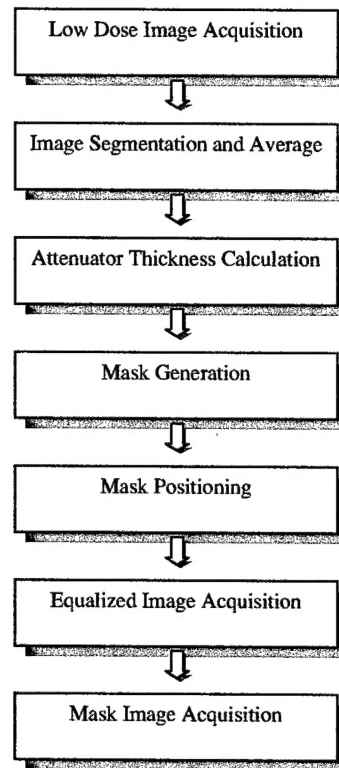 Low Dose Image Acquisition
Image Segmentation and Average
Attenuator Thickness Calculation
Mask Generation
Mask Positioning
Equalized Image Acquisition
Mask Image Acquisition